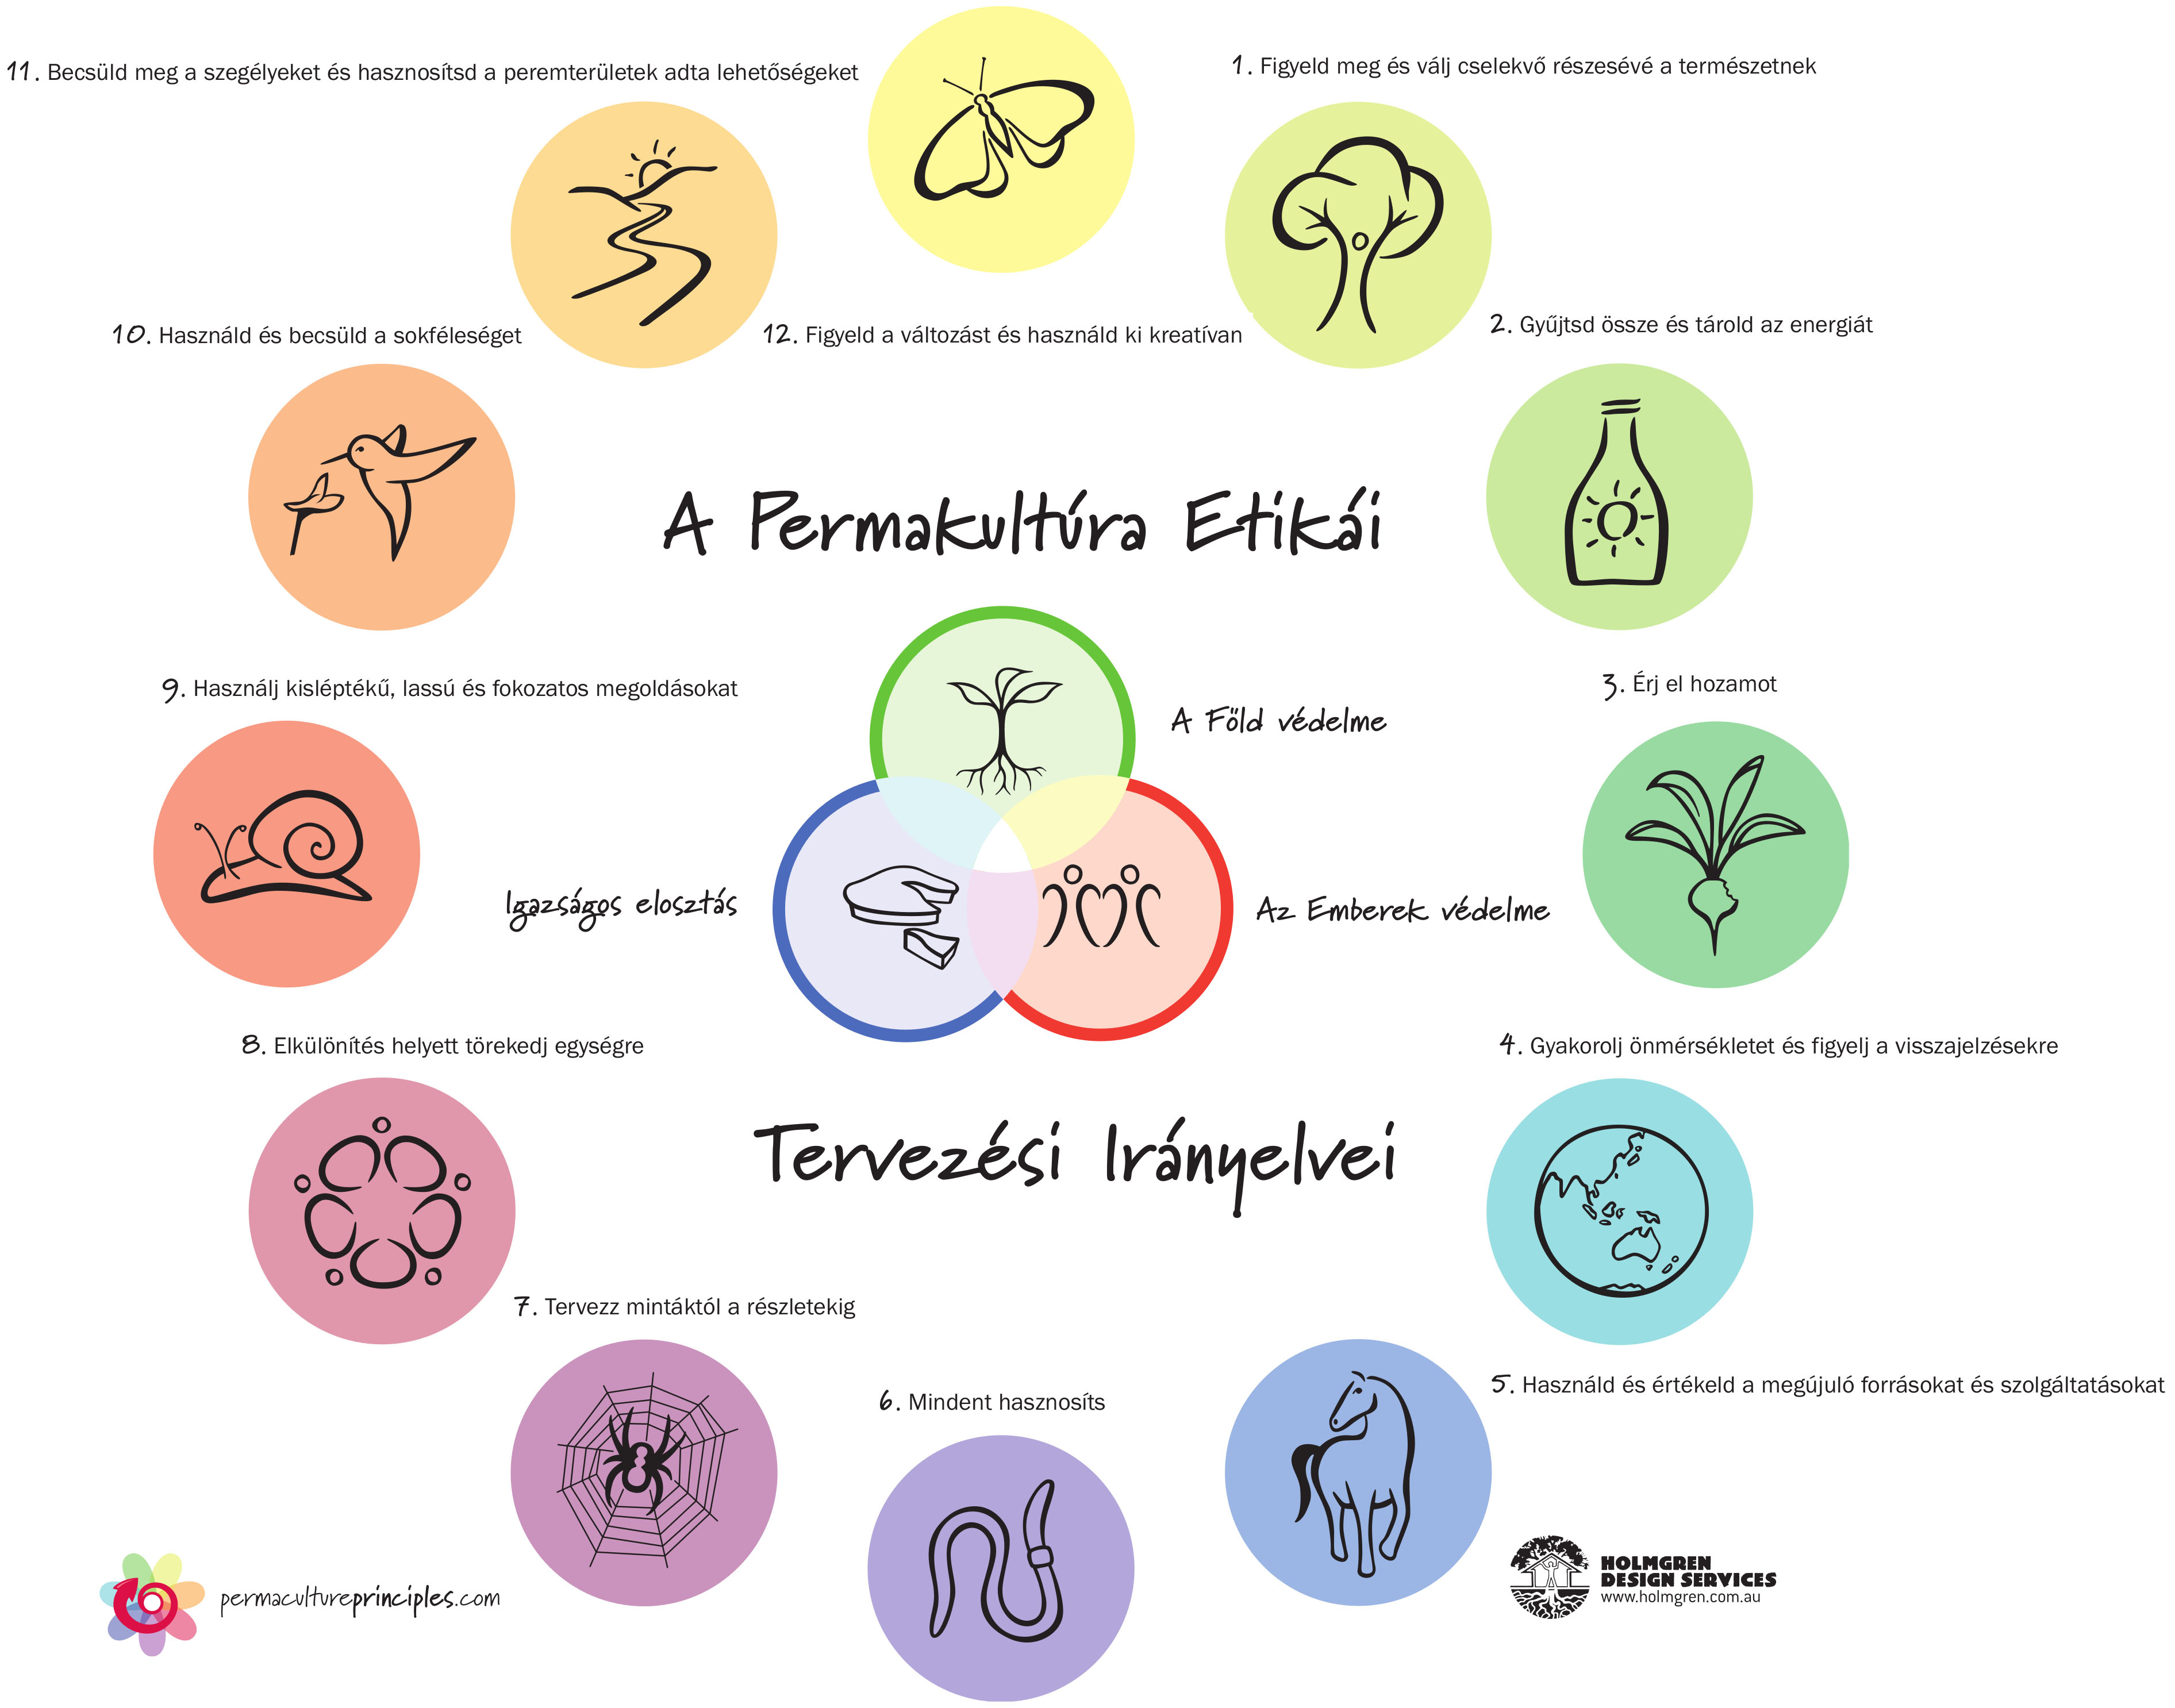 A Permakultúra Etikái
A Föld védelme
Az Emberek védelme
Igazságos elosztás
Tervezési Irányelvei
1. Figyeld meg és válj cselekvő részesévé a természetnek
2. Gyűjtsd össze és tárold az energiát
3. Érj el hozamot
4. Gyakorolj önmérsékletet és figyelj a visszajelzésekre
5. Használd és értékeld a megújuló forrásokat és szolgáltatásokat
6. Mindent hasznosíts
7. Tervezz mintáktól a részletekig
8. Elkülönítés helyett törekedj egységre
9. Használj kisléptékű, lassú és fokozatos megoldásokat
10. Használd és becsüld a sokféleséget
11. Becsüld meg a szegélyeket és hasznosítsd a peremterületek adta lehetőségeket
12. Figyeld a változást és használd ki kreatívan
permacultureprinciples.com
HOLMGREN
DESIGN SERVICES
www.holmgren.com.au